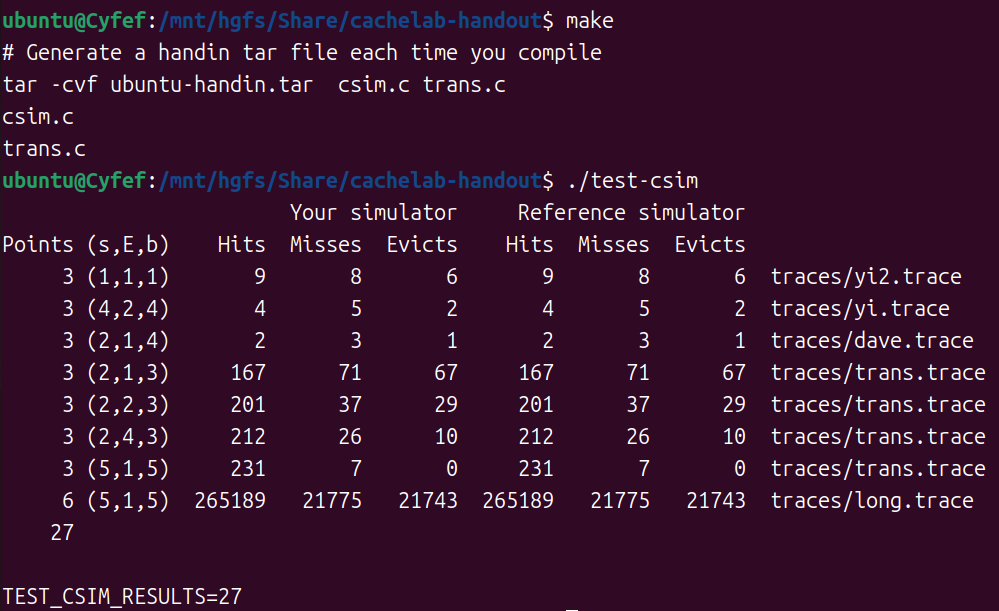 ubuntu@Cyfef:/mnt/hgfs/Share/cachelab-handout$ make
# Generate a handin tar file each time you compile
tar -cvf ubuntu-handin.tar  csim.c trans.c
csim.c
trans.c
ubuntu@Cyfef:/mnt/hgfs/Share/cachelab-handout$ ./test-csim
                        Your simulator     Reference simulator
Points (s,E,b)    Hits  Misses  Evicts    Hits  Misses  Evicts
     3 (1,1,1)       9       8       6       9       8       6  traces/yi2.trace
     3 (4,2,4)       4       5       2       4       5       2  traces/yi.trace
     3 (2,1,4)       2       3       1       2       3       1  traces/dave.trace
     3 (2,1,3)     167      71      67     167      71      67  traces/trans.trace
     3 (2,2,3)     201      37      29     201      37      29  traces/trans.trace
     3 (2,4,3)     212      26      10     212      26      10  traces/trans.trace
     3 (5,1,5)     231       7       0     231       7       0  traces/trans.trace
     6 (5,1,5)  265189   21775   21743  265189   21775   21743  traces/long.trace
    27

TEST_CSIM_RESULTS=27